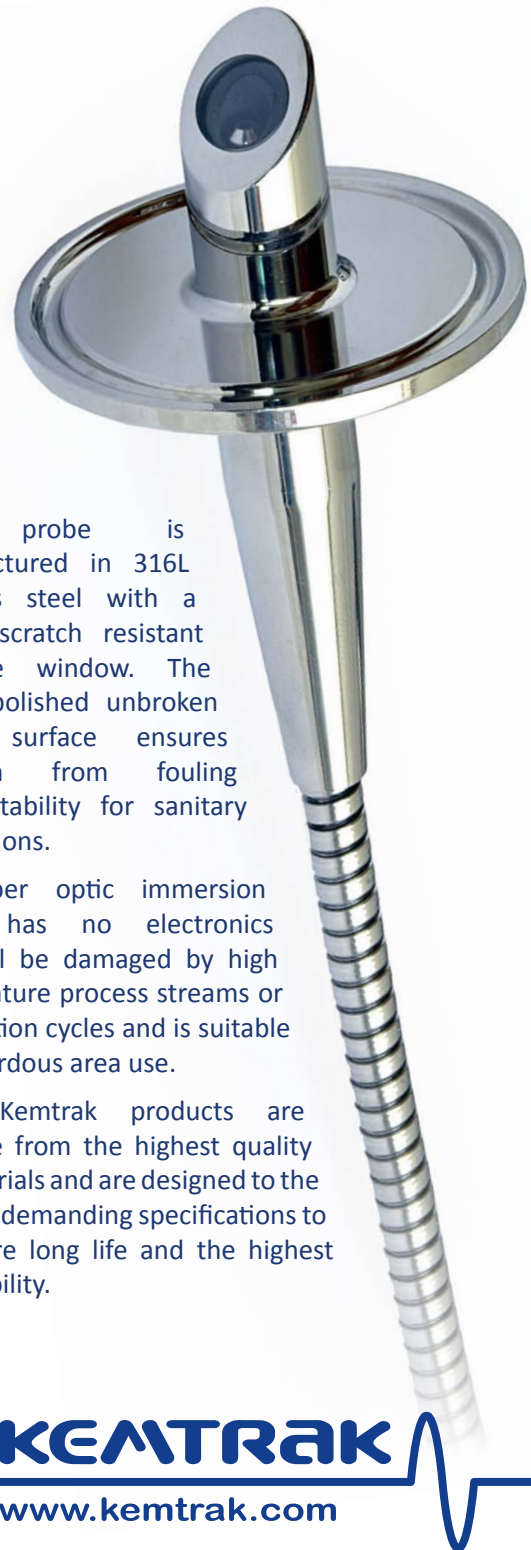 probe is
ctured in 316L
s steel with a
scratch resistant
e window. The
polished unbroken
surface ensures
n from fouling
tability for sanitary
ons.
per optic immersion
has no electronics
l be damaged by high
ature process streams or
tion cycles and is suitable
rdous area use.
Kemtrak products are
e from the highest quality
rials and are designed to the
demanding specifications to
re long life and the highest
bility.
KEMTRAK
www.kemtrak.com